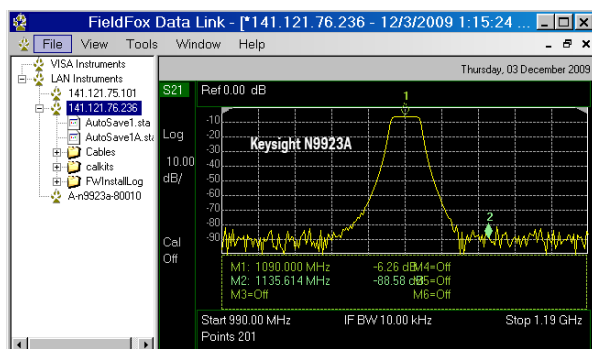 FieldFox Data Link - [*141.121.76.236 - 12/3/2009 1:15:24 ...
File View Tools Window Help
VISA Instruments
LAN Instruments
141.121.75.101
141.121.76.236
AutoSave1.sta
AutoSave1A.sta
Cables
calkits
FWInstallLog
A-n9923a-80010
Thursday, 03 December 2009
S21
Ref 0.00 dB
1
Log
10.00
dB/
Cal
Off
-10
-20
-30
-40
-50
-60
-70
-80
-90
Keysight N9923A
2
M1: 1090.000 MHz -6.26 dB M4=Off
M2: 1135.614 MHz -88.58 dB M5=Off
M3=Off M6=Off
Start 990.00 MHz IF BW 10.00 kHz Stop 1.19 GHz
Points 201